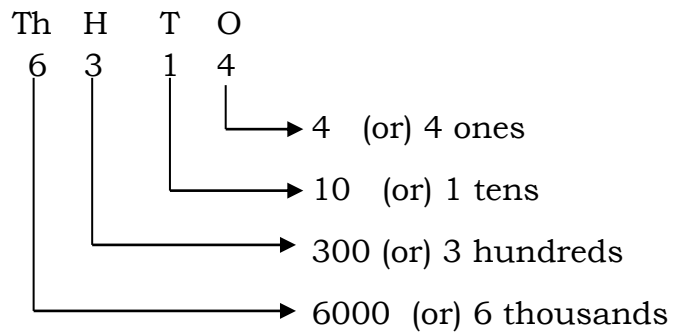 Th H T O
6 3 1 4
4 (or) 4 ones
10 (or) 1 tens
300 (or) 3 hundreds
6000 (or) 6 thousands